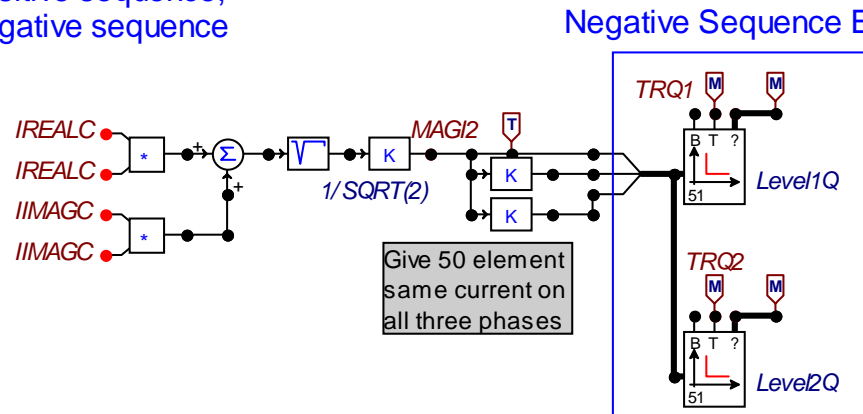 gative sequence
Negative Sequence
IREALC
IREALC
IIMAGC
IIMAGC
*
*
+
Σ
+
K
1/SQRT(2)
MAGI2
T
K
K
Give 50 element
same current on
all three phases
TRQ1
M
M
B T ?
51
Level1Q
TRQ2
M
M
B T ?
51
Level2Q